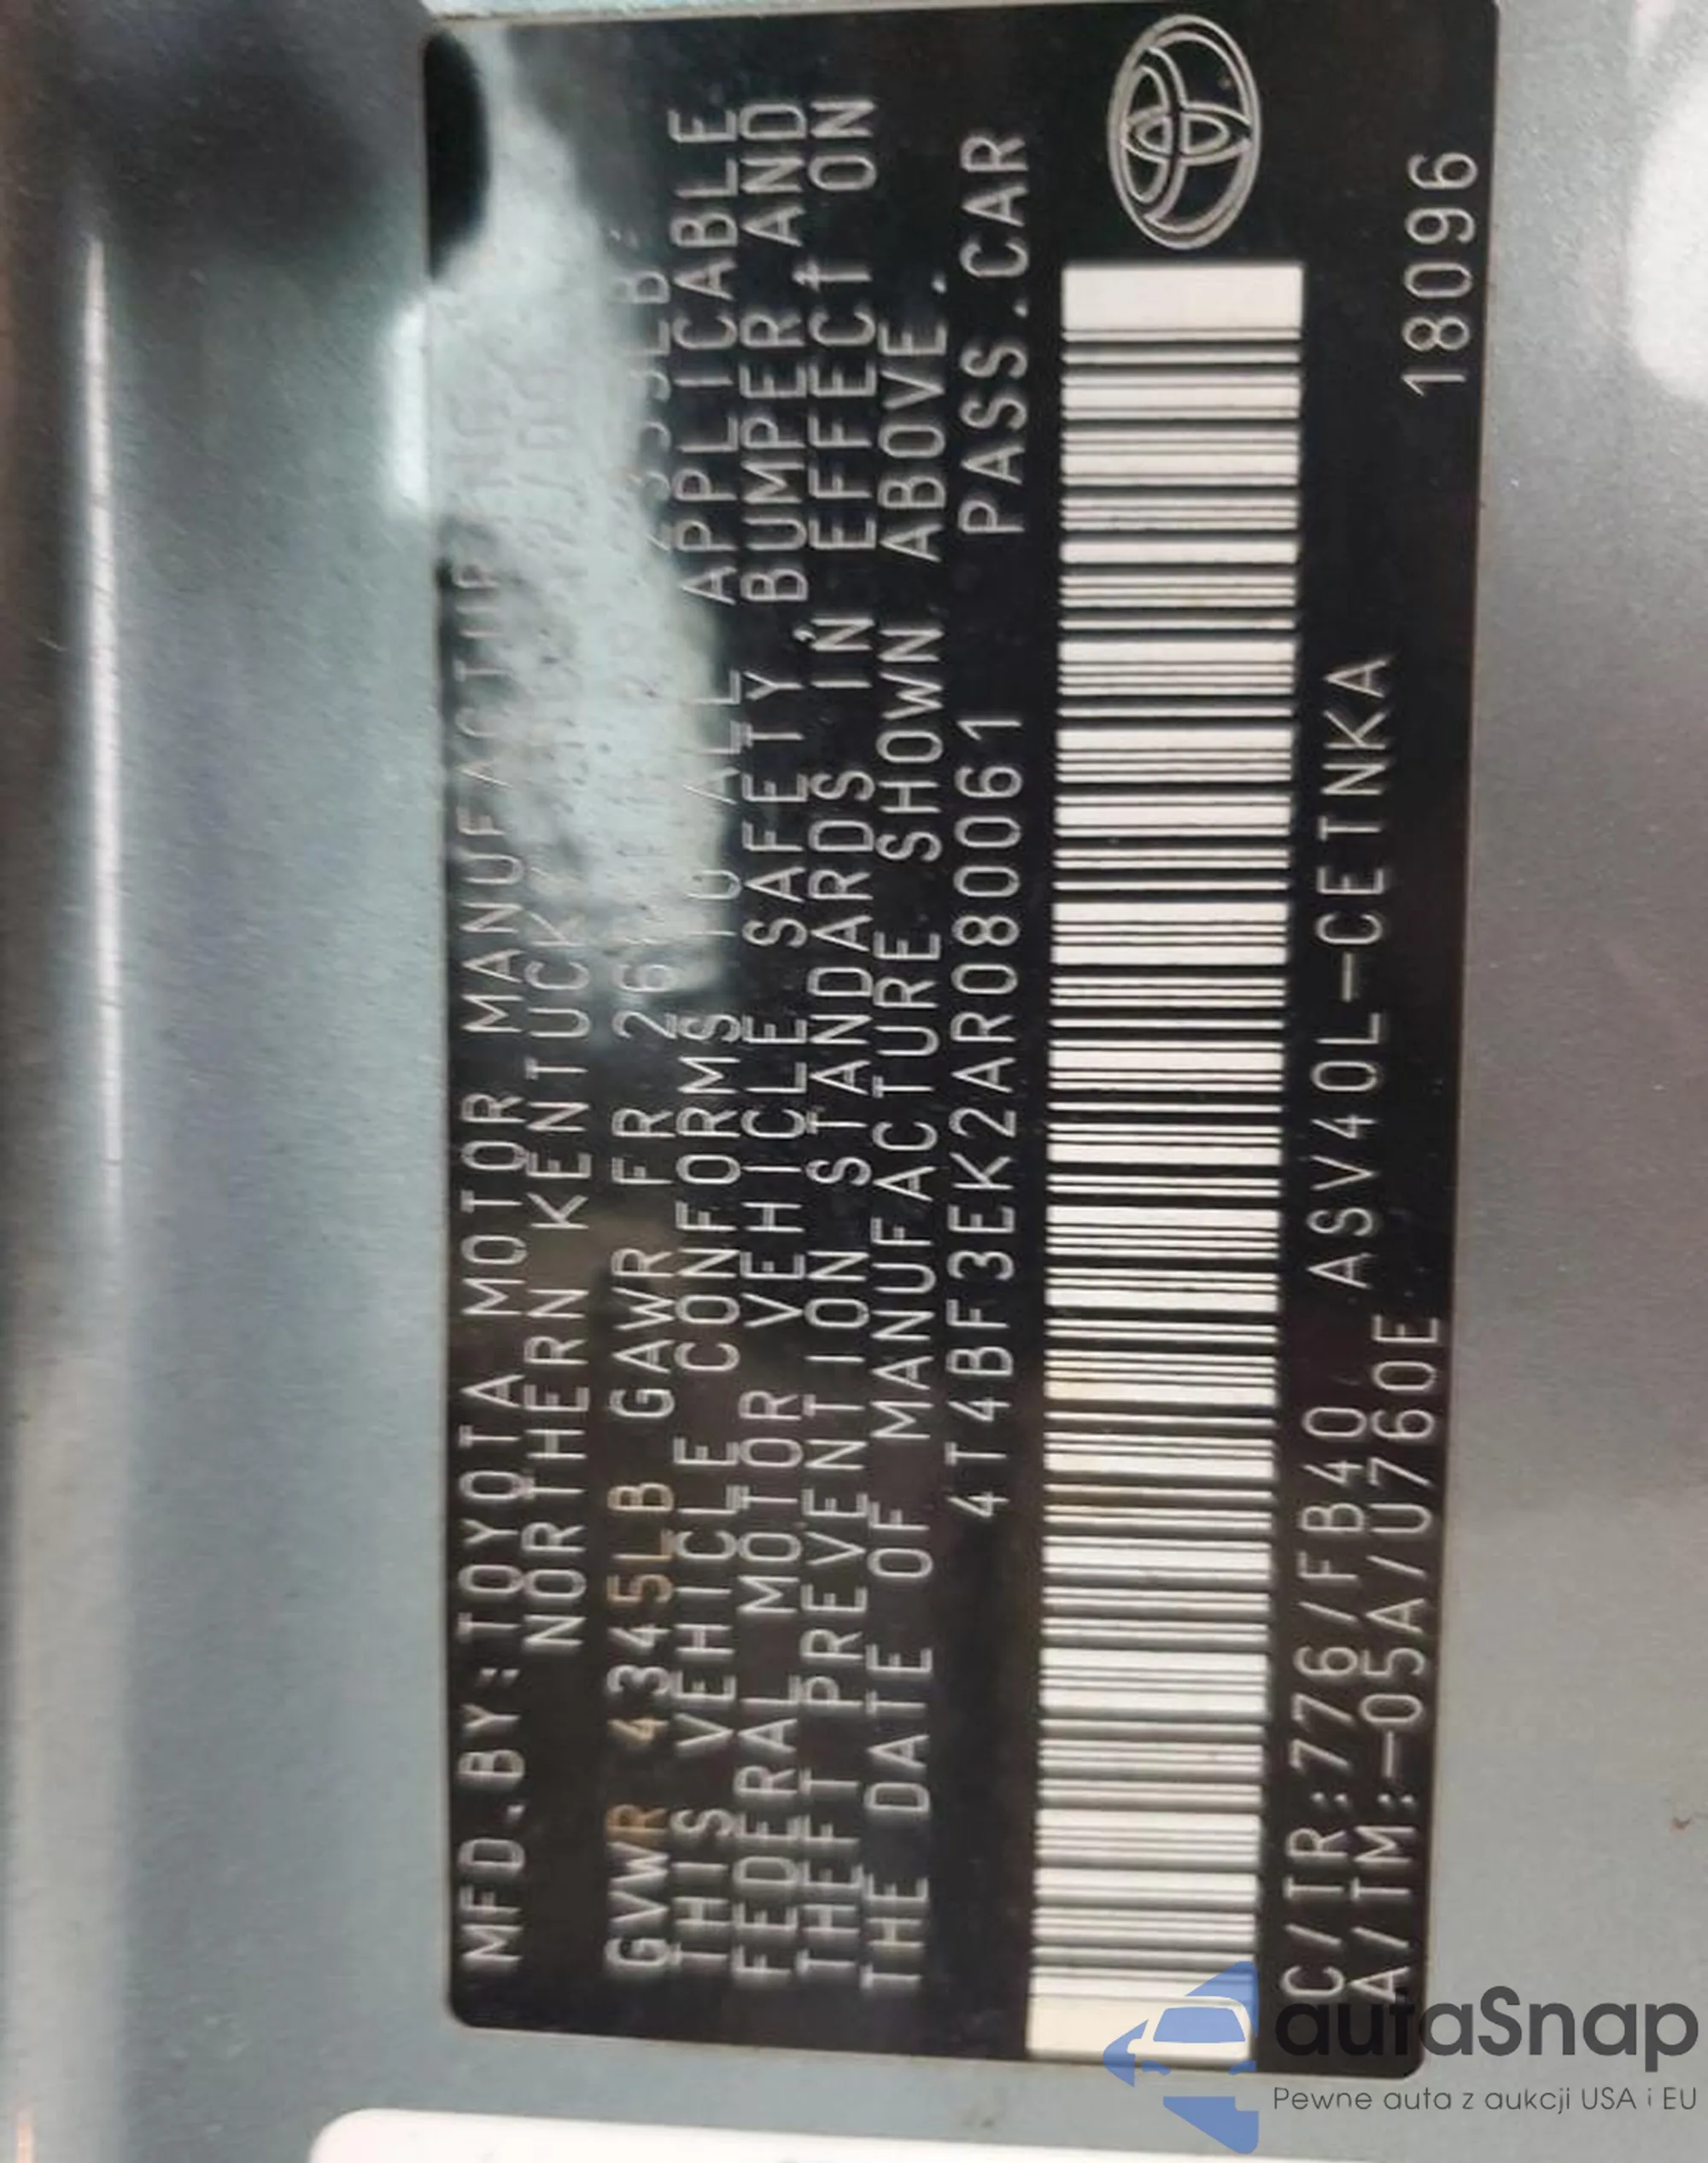 MFD.BY:TOYOTA MOTOR
NORTHERN KENTUCKY
GVWR 4345LB GAWR FR
THIS VEHICLE CONFORMS TO ALL APPLICABLE
FEDERAL MOTOR VEHICLE SAFETY BUMPER AND
THEFT PREVENTION STANDARDS IN EFFECT ON
THE DATE OF MANUFACTURE SHOWN ABOVE.
4T4BF3EK2AR080061 PASS.CAR
C/TR:776/FB40 ASV40L-CETNKA
A/TM:-05A/U760E 18096
autaSnap
Pewne auta z aukcji USA i EU